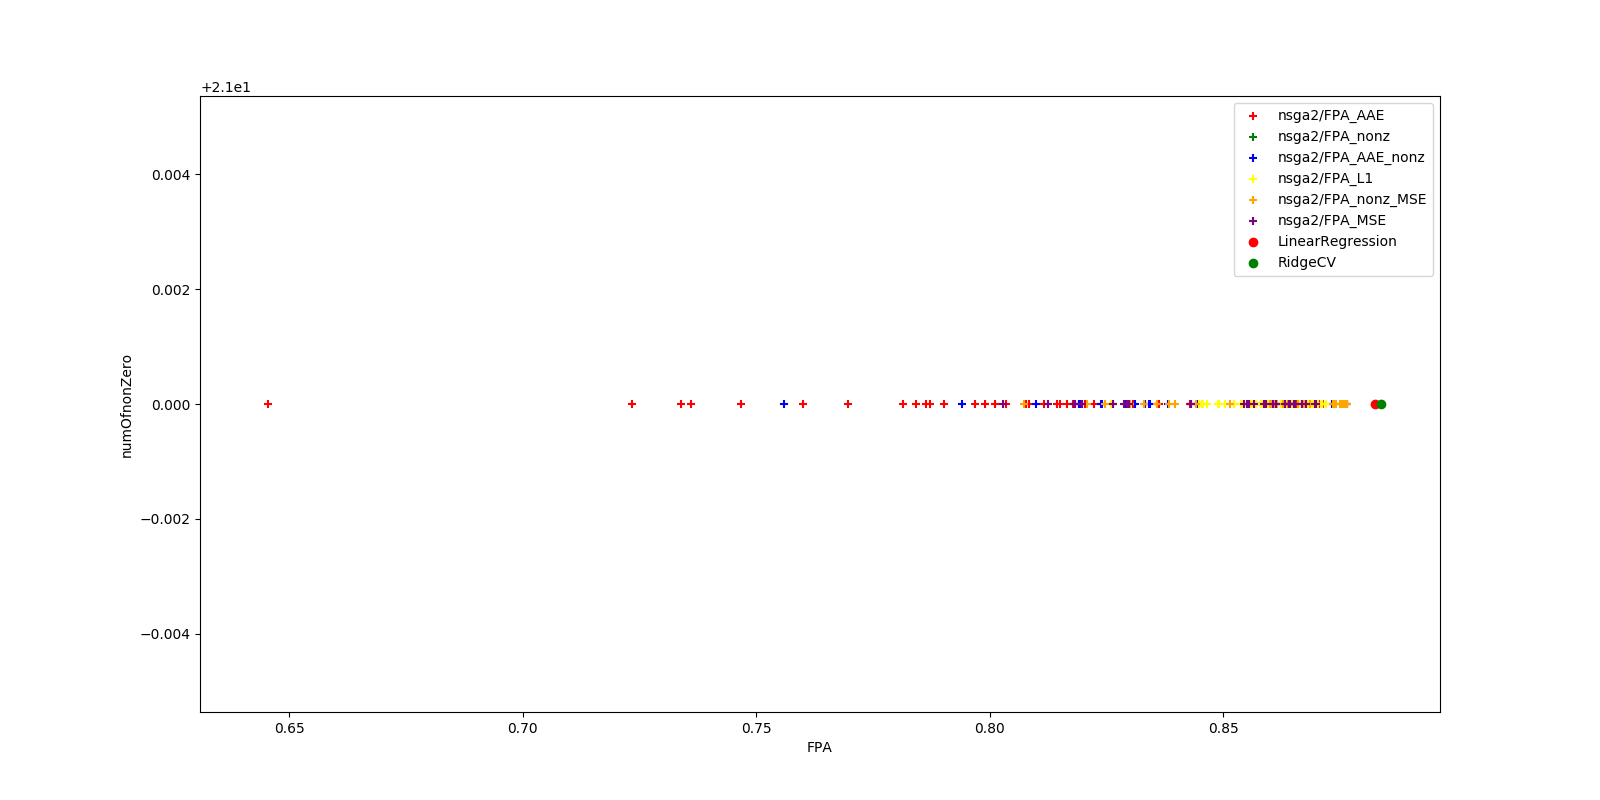 +2.1e1
nsga2/FPA_AAE
nsga2/FPA_nonz
nsga2/FPA_AAE_nonz
nsga2/FPA_L1
nsga2/FPA_nonz_MSE
nsga2/FPA_MSE
LinearRegression
RidgeCV
0.004
0.002
0.000
−0.002
−0.004
numOfnonZero
0.65
0.70
0.75
0.80
0.85
FPA